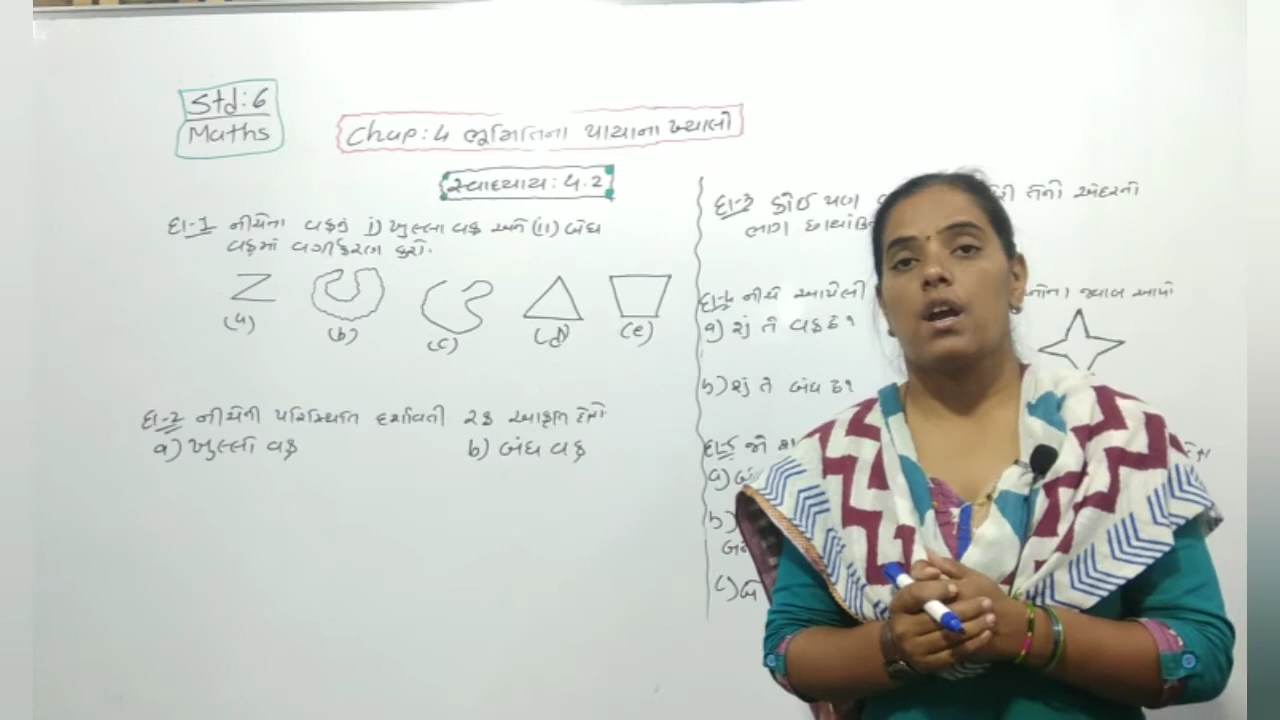 Std:6
Maths
Chap:4 ભૂમિતિના પાયાના ખ્યાલો
સ્વાધ્યાય: 4.2
દા-1 નીચેના વક્રનું i) ખુલ્લા વક્ર અને (ii) બંધ
વક્રમાં વર્ગીકરણ કરો.
(a)
(b)
(c)
(d)
(e)
દા-2 નીચેની પરિસ્થિતિ દર્શાવતી રફ આકૃતિ દોરો
a) ખુલ્લો વક્ર
b) બંધ વક્ર
દા-3 કોઈ પણ
તેની અંદરનો
ભાગ
દા-4 નીચે આપેલી
જવાબ આપો
a) શું તે વક્ર છે?
b) શું તે બંધ છે?
દા-5 જો
a)
b)
c)